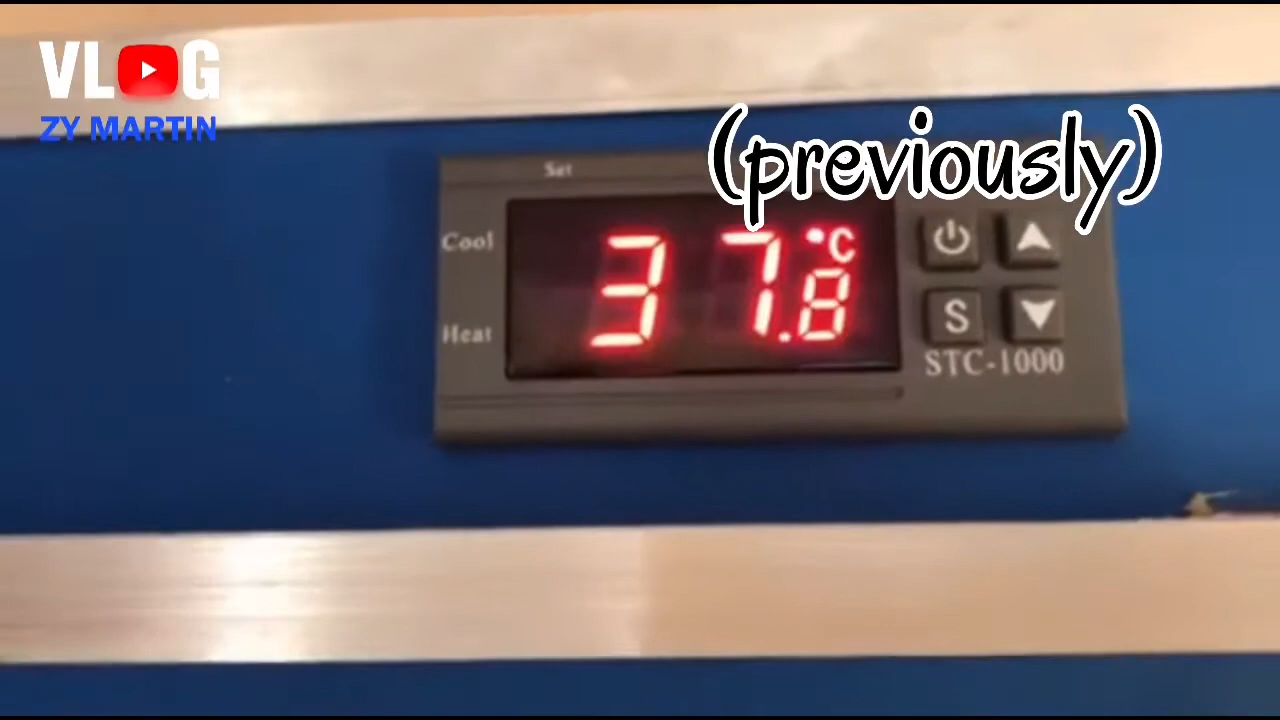 VLOG
ZY MARTIN
(previously)
Set
Cool
Heat
37.8 °C
S
STC-1000